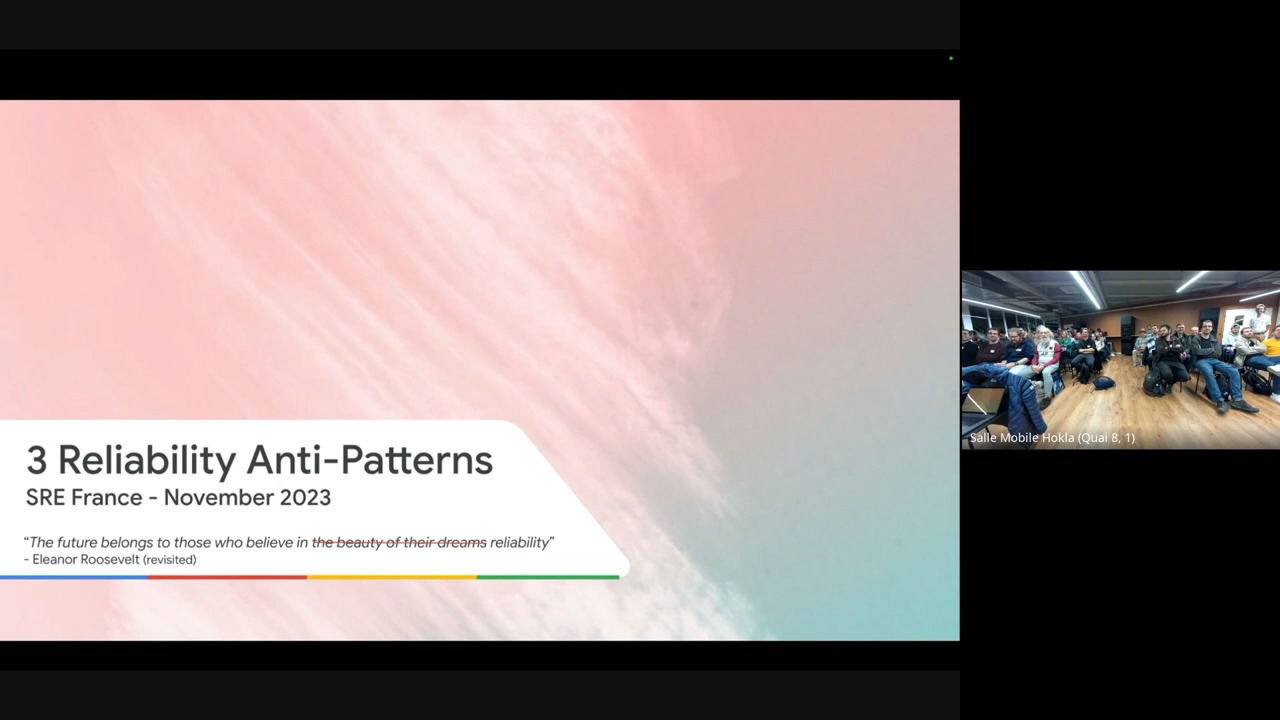 3 Reliability Anti-Patterns
SRE France - November 2023
“The future belongs to those who believe in the beauty of their dreams reliability”
- Eleanor Roosevelt (revisited)
Salle Mobile Hokla (Quai 8, 1)